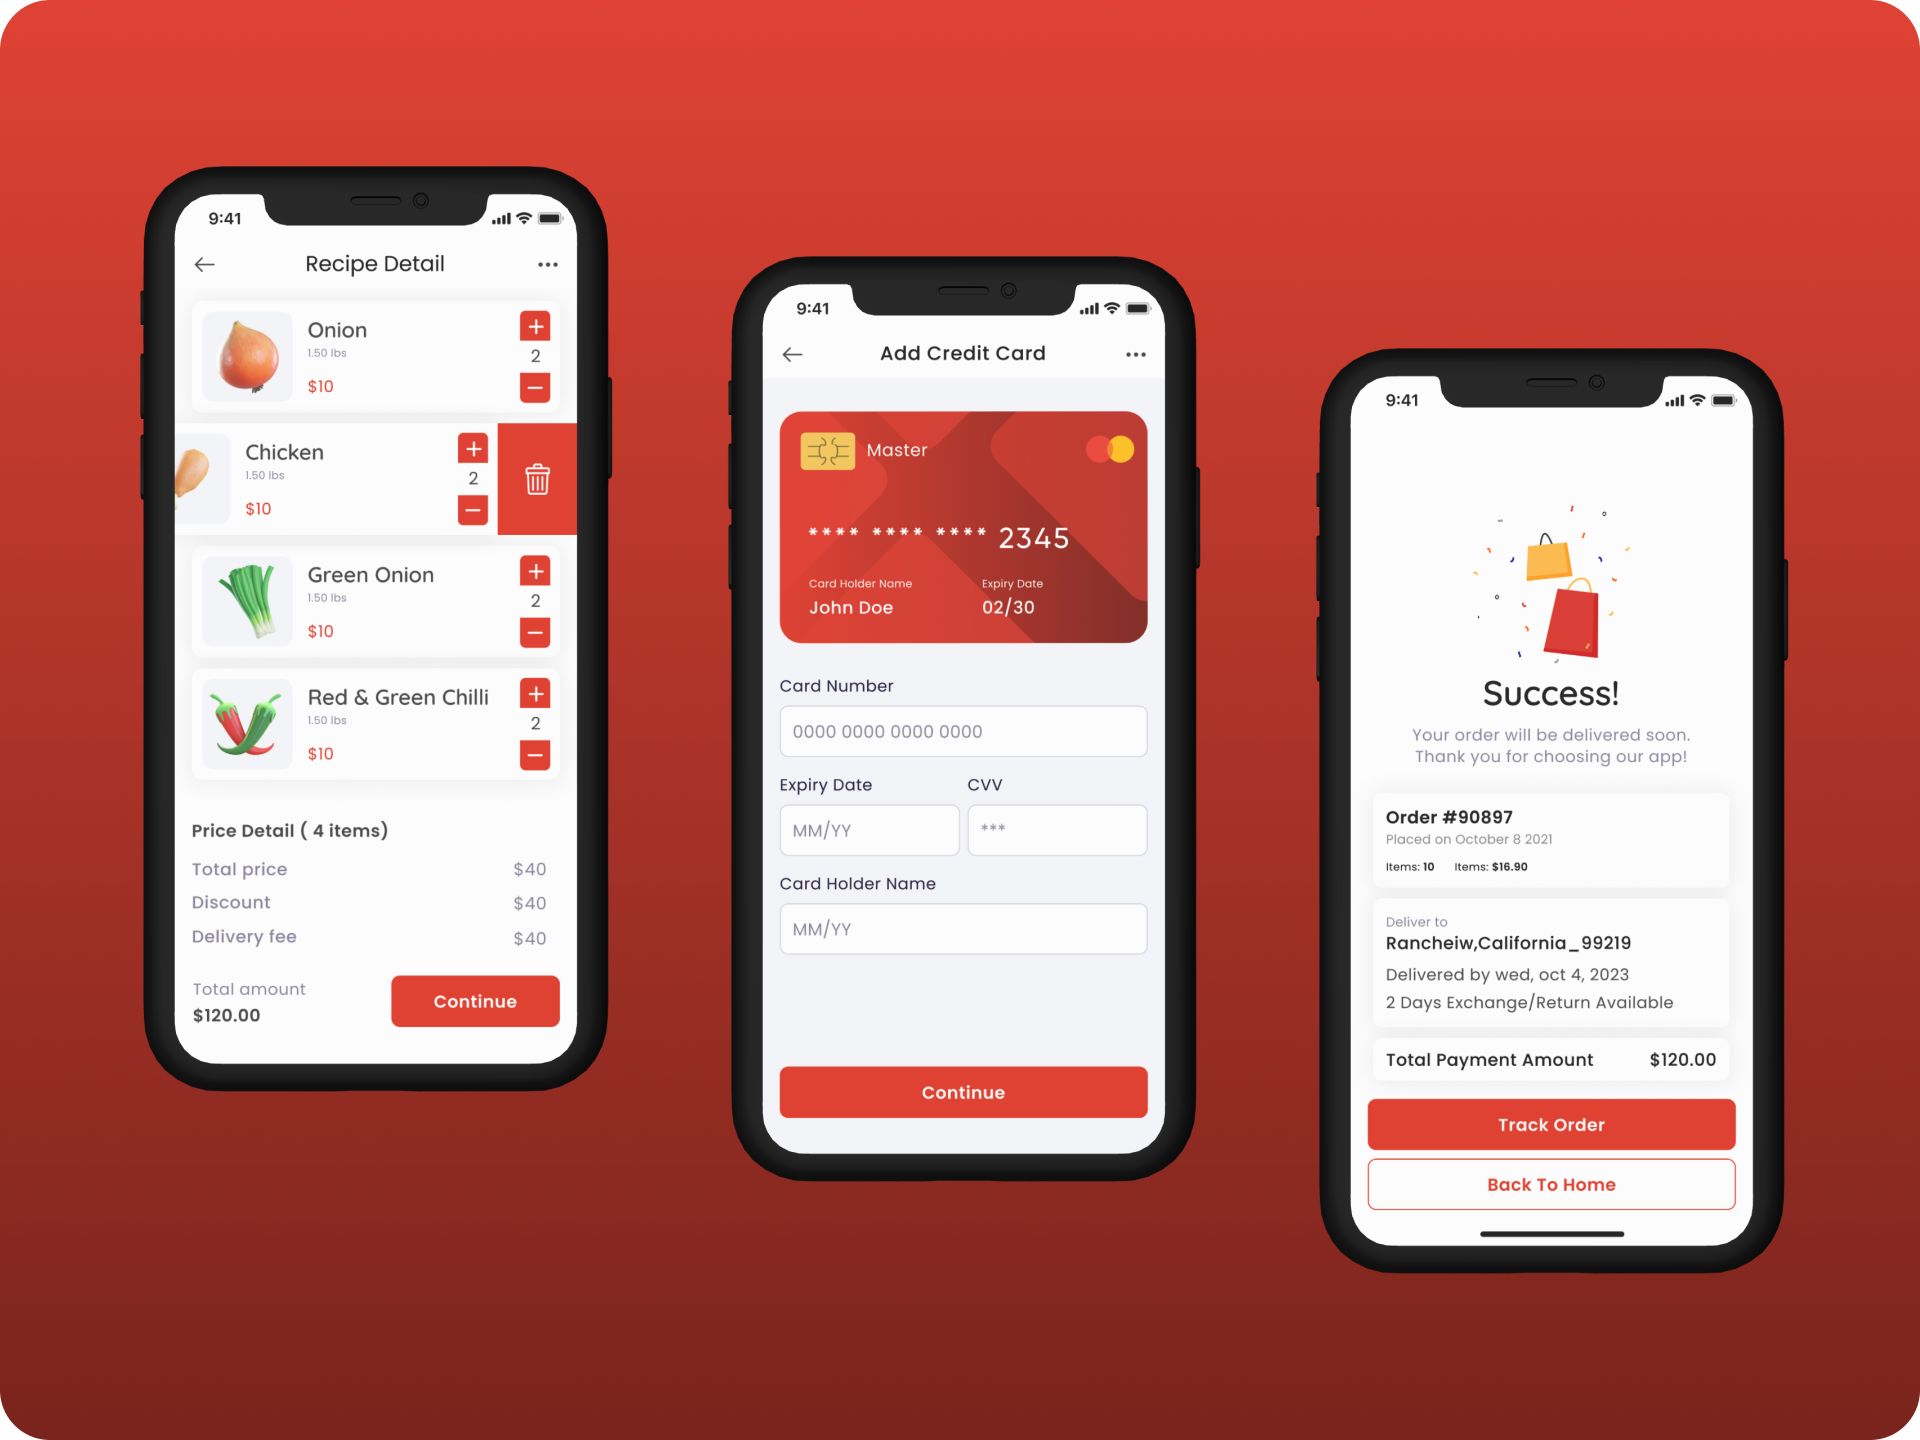 9:41
Recipe Detail
Onion
1.50 lbs
$10
2
Chicken
1.50 lbs
$10
2
Green Onion
1.50 lbs
$10
2
Red & Green Chilli
1.50 lbs
$10
2
Price Detail ( 4 items)
Total price $40
Discount $40
Delivery fee $40
Total amount
$120.00
Continue
9:41
Add Credit Card
Master
**** **** **** 2345
Card Holder Name Expiry Date
John Doe 02/30
Card Number
0000 0000 0000 0000
Expiry Date CVV
MM/YY ***
Card Holder Name
MM/YY
Continue
9:41
Success!
Your order will be delivered soon.
Thank you for choosing our app!
Order #90897
Placed on October 8 2021
Items: 10 Items: $16.90
Deliver to
Rancheiw,California_99219
Delivered by wed, oct 4, 2023
2 Days Exchange/Return Available
Total Payment Amount $120.00
Track Order
Back To Home